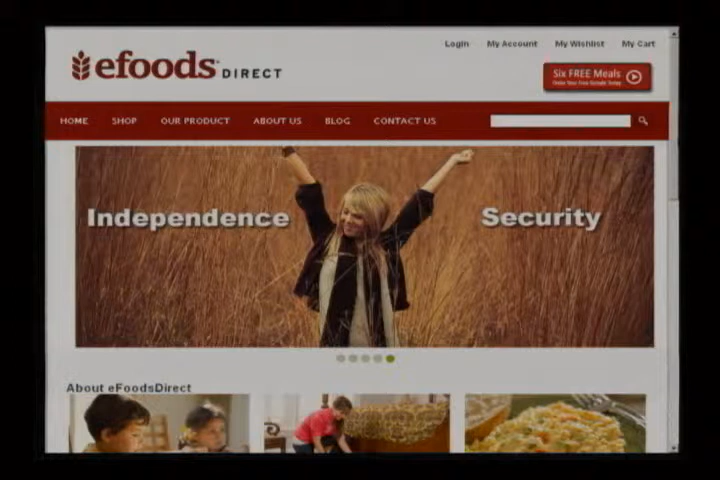 Login My Account My Wishlist My Cart
efoods DIRECT
Six FREE Meals
HOME SHOP OUR PRODUCT ABOUT US BLOG CONTACT US
Independence Security
About eFoodsDirect